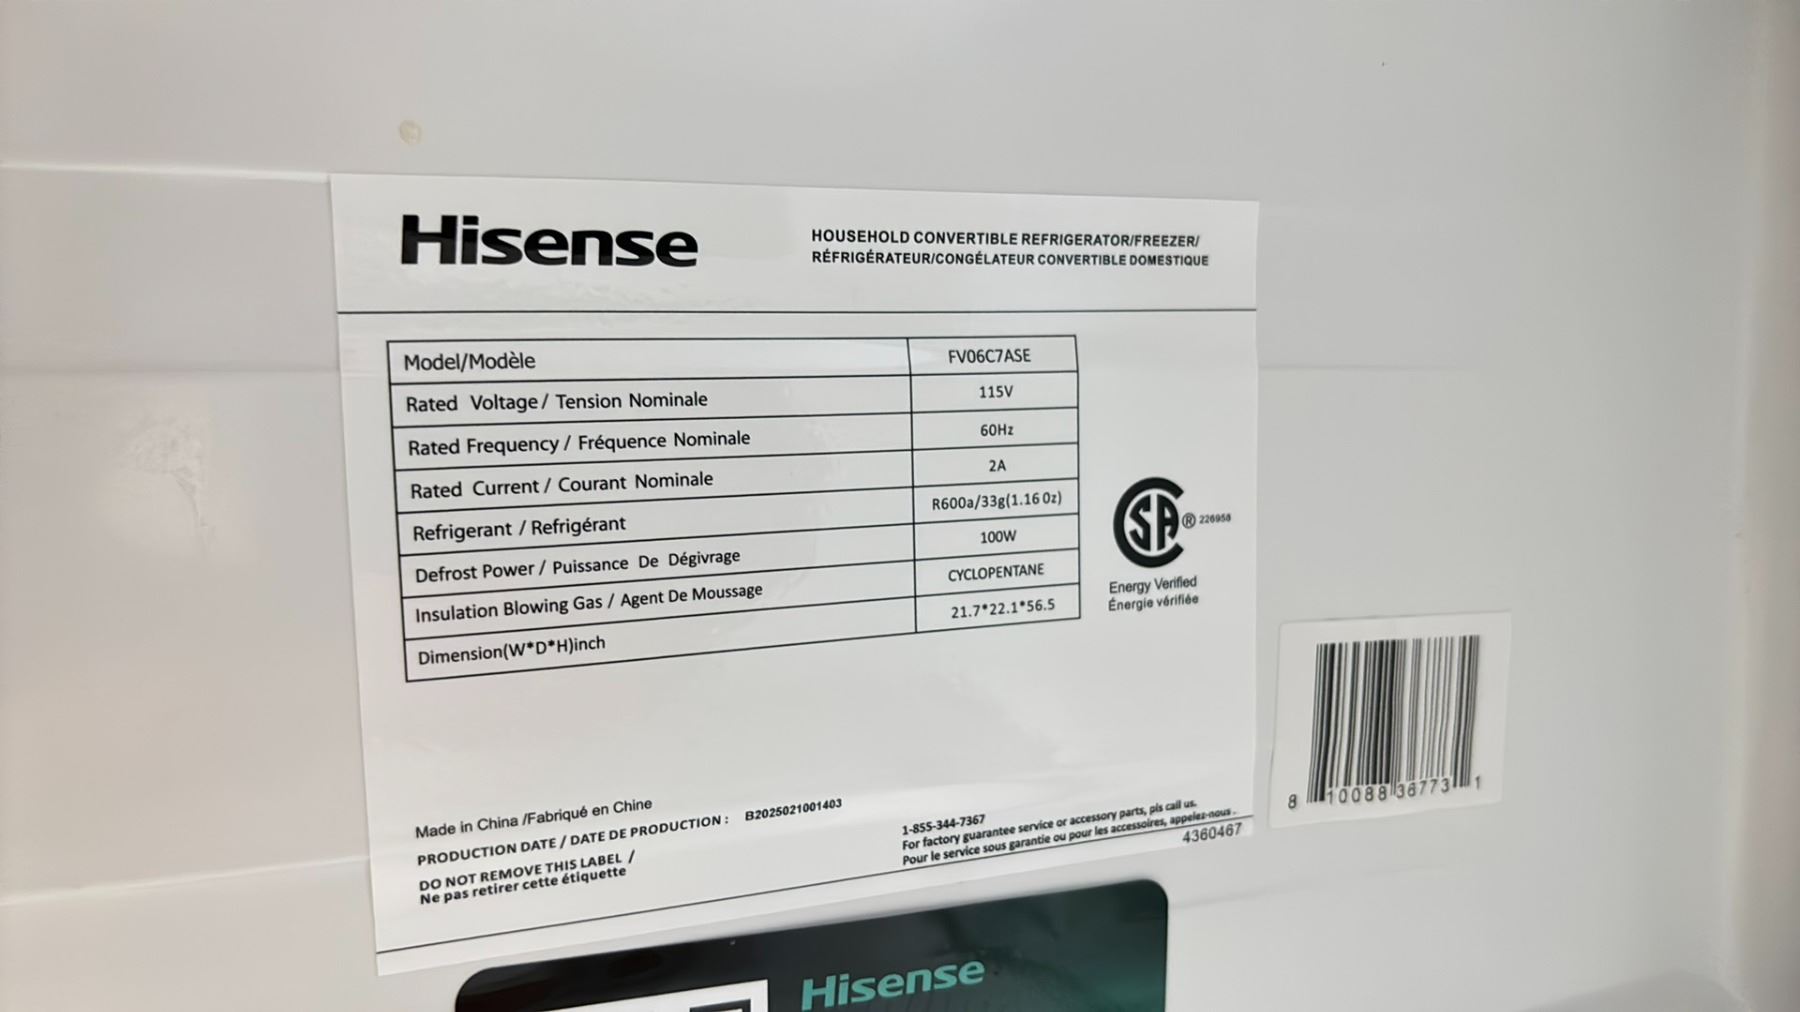 Hisense
HOUSEHOLD CONVERTIBLE REFRIGERATOR/FREEZER/
RÉFRIGÉRATEUR/CONGÉLATEUR CONVERTIBLE DOMESTIQUE
Model/Modèle FV06C7ASE
Rated Voltage / Tension Nominale 115V
Rated Frequency / Fréquence Nominale 60Hz
Rated Current / Courant Nominale 2A
Refrigerant / Refrigérant R600a/33g(1.16 Oz)
Defrost Power / Puissance De Dégivrage 100W
Insulation Blowing Gas / Agent De Moussage CYCLOPENTANE
Dimension(W*D*H)inch 21.7*22.1*56.5
CSA ® 226956
Energy Verified
Énergie vérifiée
Made in China /Fabriqué en Chine
PRODUCTION DATE / DATE DE PRODUCTION : B2025021001403
DO NOT REMOVE THIS LABEL /
Ne pas retirer cette étiquette
1-855-344-7367
For factory guarantee service or accessory parts, pls call us.
Pour le service sous garantie ou pour les accessoires, appelez-nous.
4360467
8 10088 36773 1
Hisense